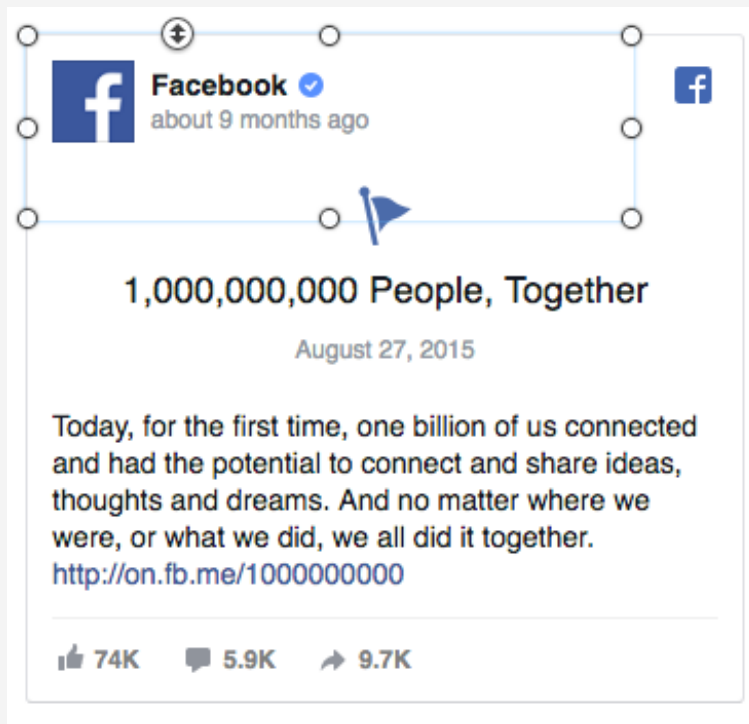 Facebook
about 9 months ago
1,000,000,000 People, Together
August 27, 2015
Today, for the first time, one billion of us connected
and had the potential to connect and share ideas,
thoughts and dreams. And no matter where we
were, or what we did, we all did it together.
http://on.fb.me/1000000000
74K 5.9K 9.7K